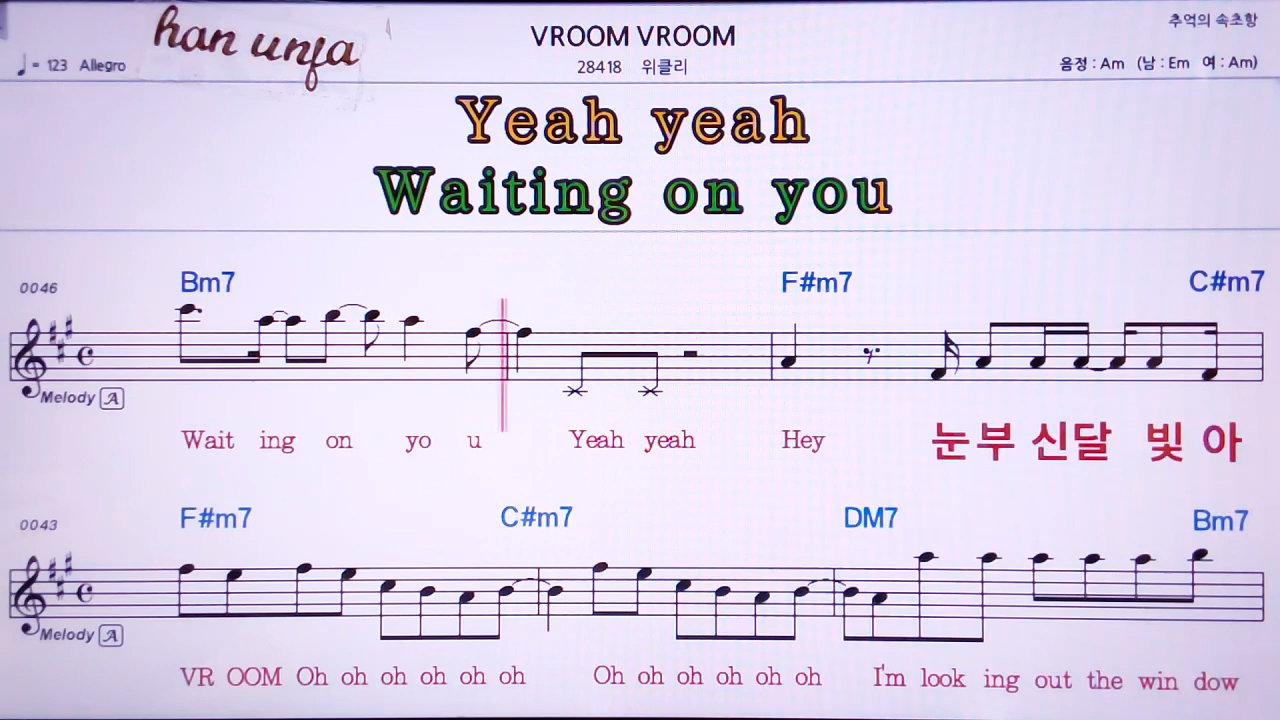 han unja
VROOM VROOM
추억의 속초항
♩= 123 Allegro
28418 위클리
음정 : Am (남 : Em 여 : Am)
Yeah yeah
Waiting on you
0046
Bm7 F#m7 C#m7
Melody A
Wait ing on yo u Yeah yeah Hey 눈부 신달 빛 아
0043
F#m7 C#m7 DM7 Bm7
Melody A
VR OOM Oh oh oh oh oh oh Oh oh oh oh oh oh I'm look ing out the win dow